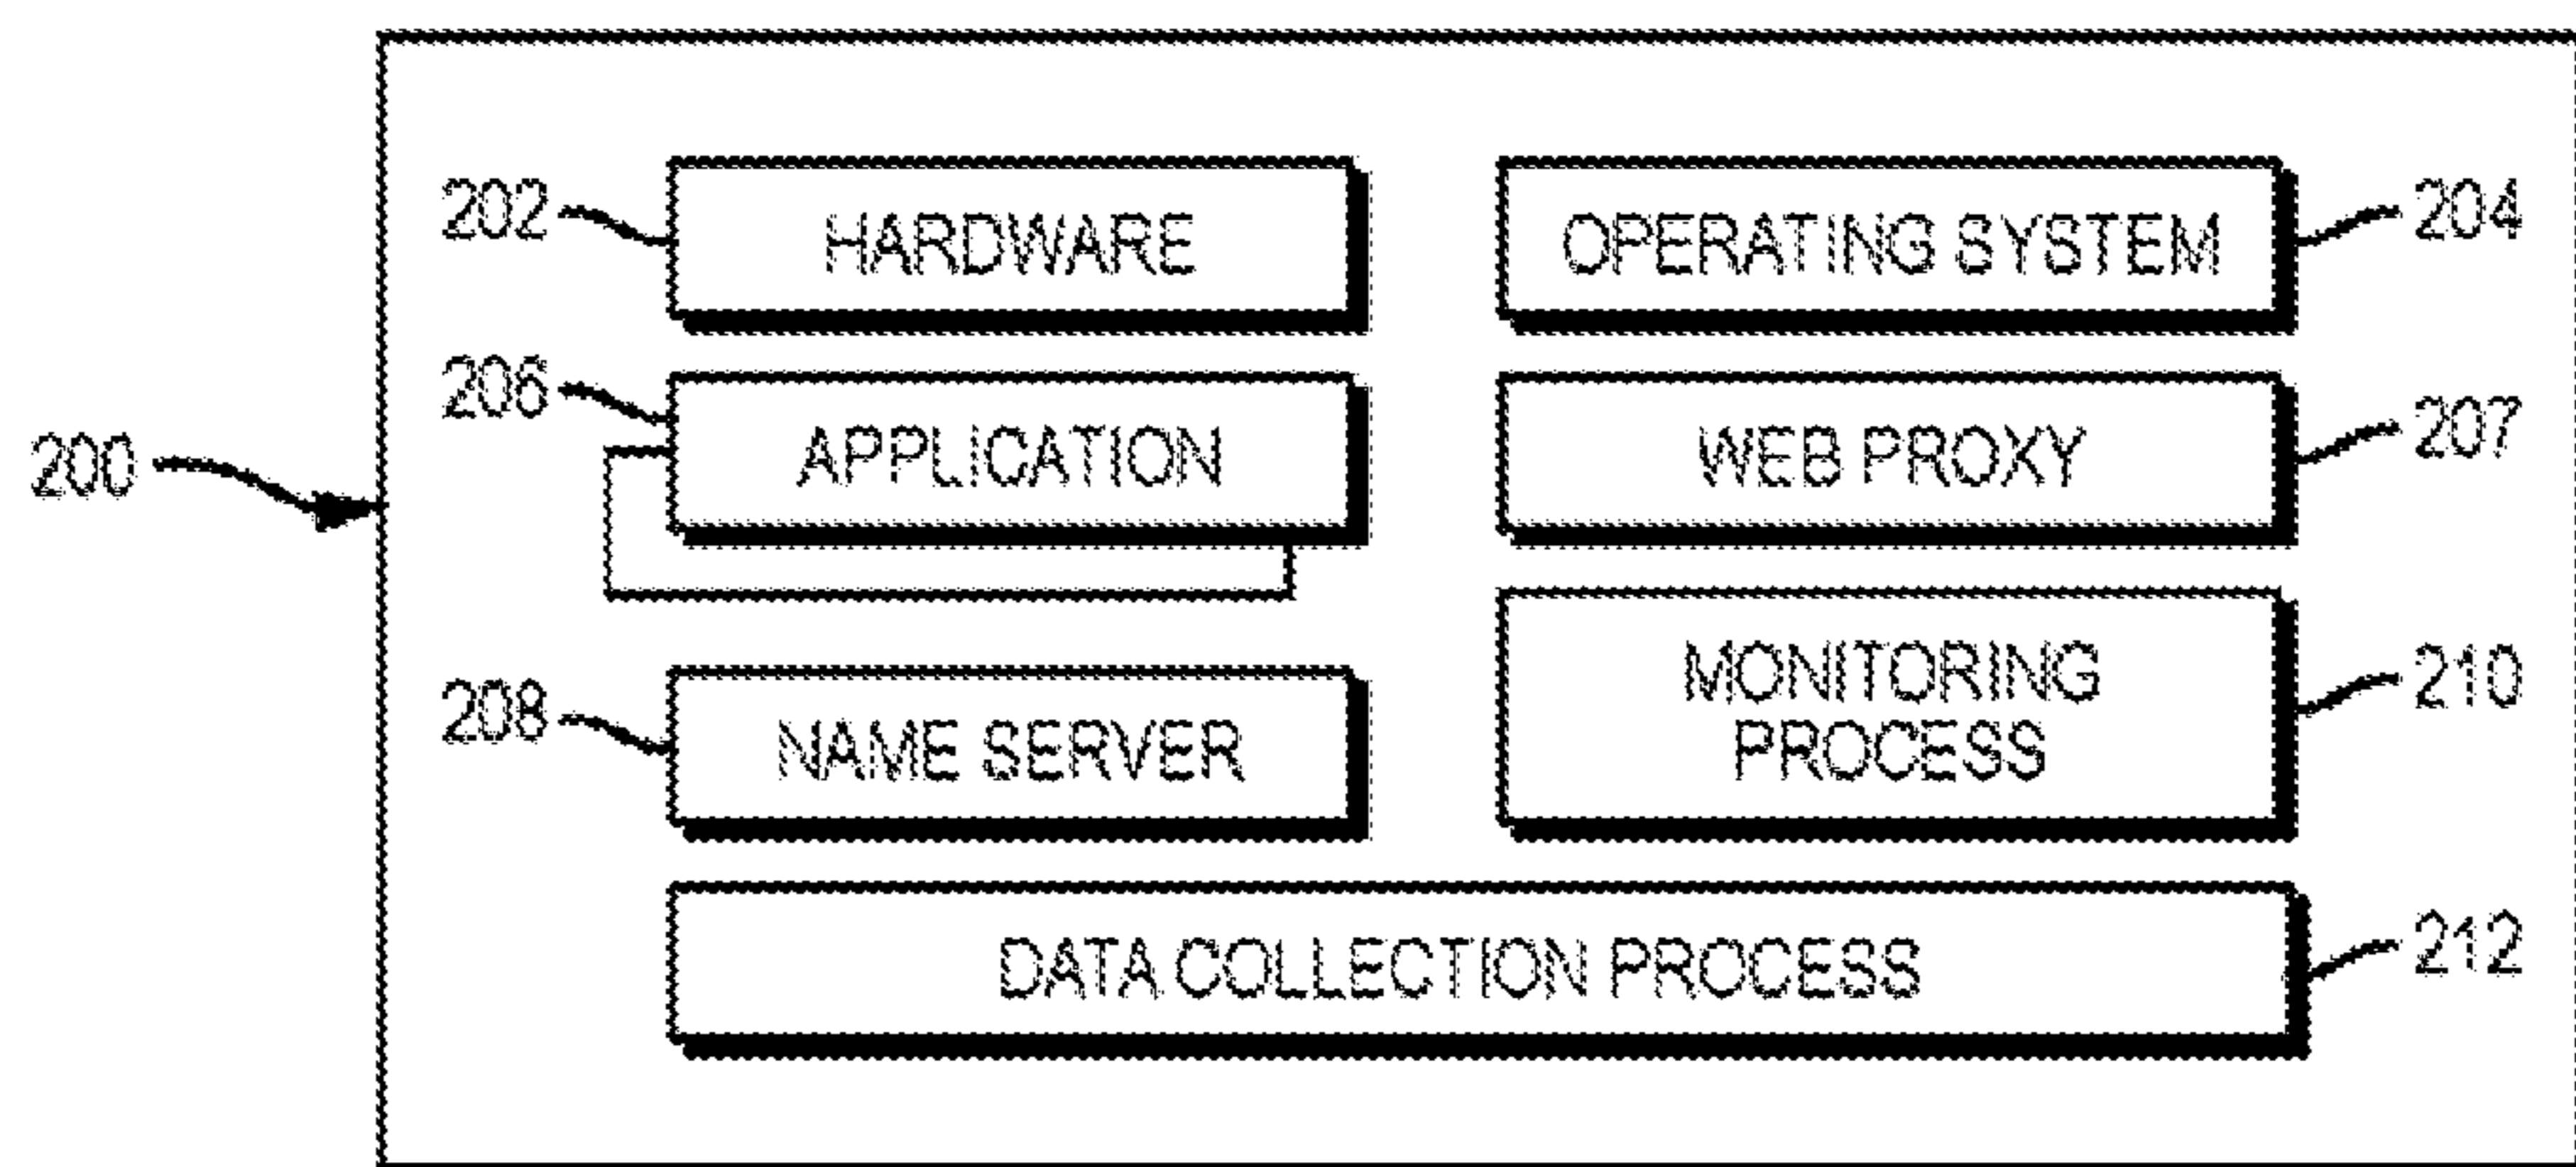 202
HARDWARE
OPERATING SYSTEM
204
206
APPLICATION
WEB PROXY
207
200
208
NAME SERVER
MONITORING
PROCESS
210
DATA COLLECTION PROCESS
212